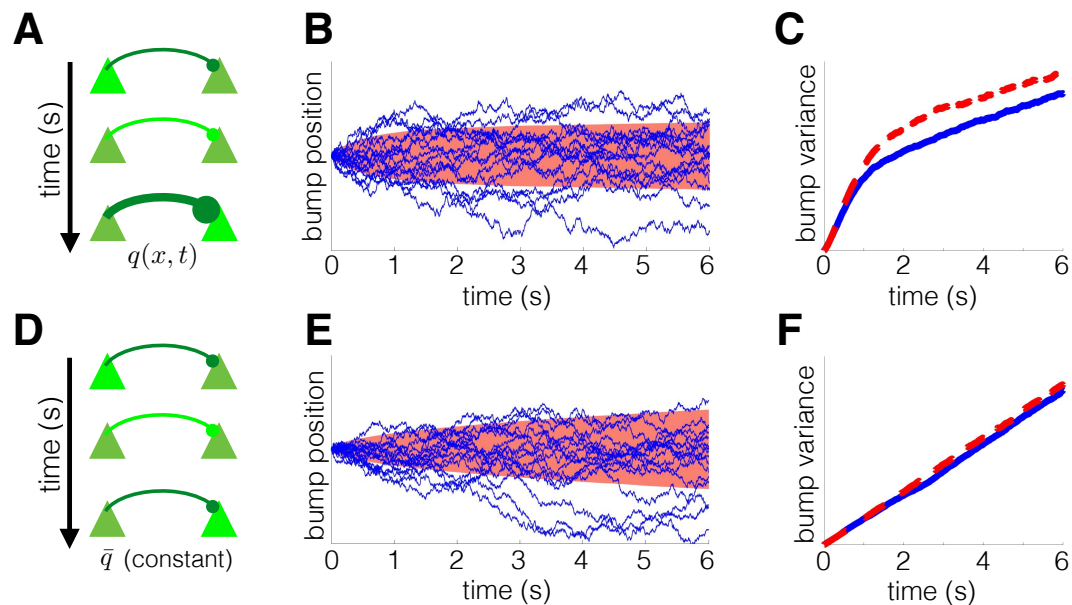 A
time (s)
q(x, t)
B
bump position
0 1 2 3 4 5 6
time (s)
C
bump variance
0 2 4 6
time (s)
D
time (s)
q̄ (constant)
E
bump position
0 1 2 3 4 5 6
time (s)
F
bump variance
0 2 4 6
time (s)